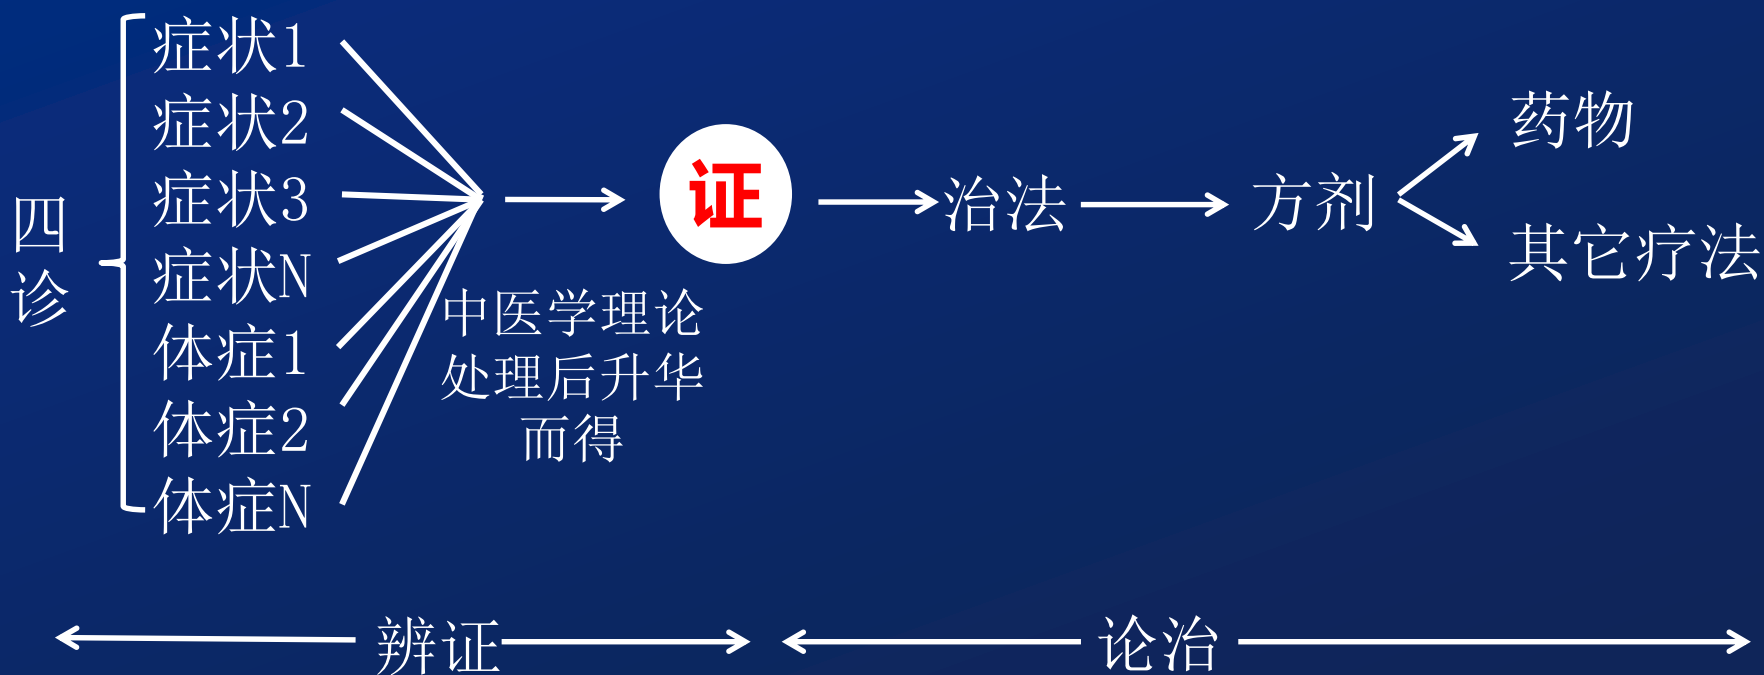 四
诊
症状1
症状2
症状3
症状N
体症1
体症2
体症N
中医学理论
处理后升华
而得
证
治法
方剂
药物
其它疗法
辨证
论治